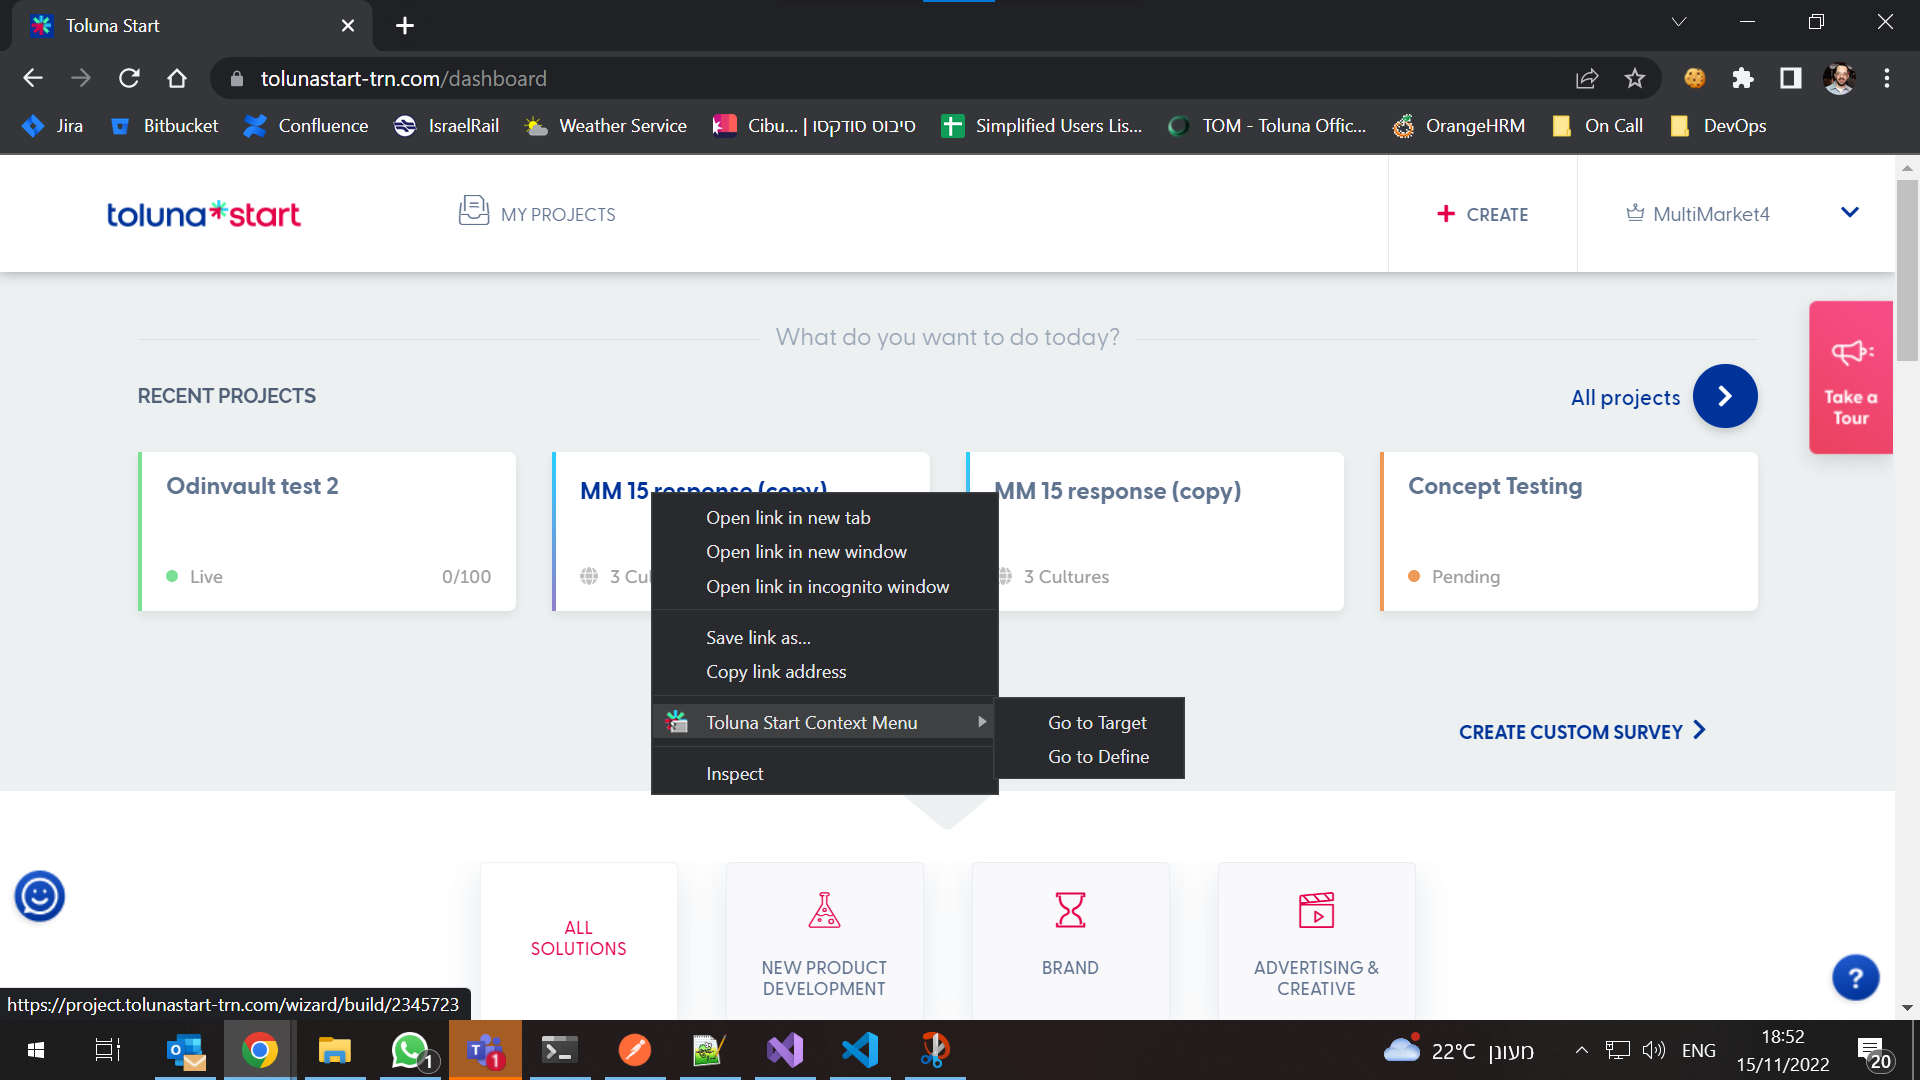 Toluna Start
tolunastart-trn.com/dashboard
Jira
Bitbucket
Confluence
IsraelRail
Weather Service
Cibu... | סיבוס סודקסו
Simplified Users Lis...
TOM - Toluna Offic...
OrangeHRM
On Call
DevOps
toluna*start
MY PROJECTS
+ CREATE
MultiMarket4
What do you want to do today?
RECENT PROJECTS
All projects
Take a
Tour
Odinvault test 2
Live
0/100
MM 15 response (copy)
3 Cul
MM 15 response (copy)
3 Cultures
Concept Testing
Pending
Open link in new tab
Open link in new window
Open link in incognito window
Save link as...
Copy link address
Toluna Start Context Menu
Inspect
Go to Target
Go to Define
CREATE CUSTOM SURVEY
ALL
SOLUTIONS
NEW PRODUCT
DEVELOPMENT
BRAND
ADVERTISING &
CREATIVE
?
https://project.tolunastart-trn.com/wizard/build/2345723
1
1
22°C
מעונן
ENG
18:52
15/11/2022
20